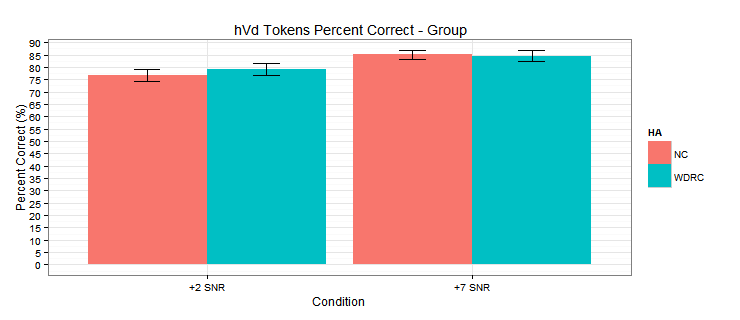 hVd Tokens Percent Correct - Group
Percent Correct (%)
90
85
80
75
70
65
60
55
50
45
40
35
30
25
20
15
10
5
0
+2 SNR
+7 SNR
Condition
HA
NC
WDRC